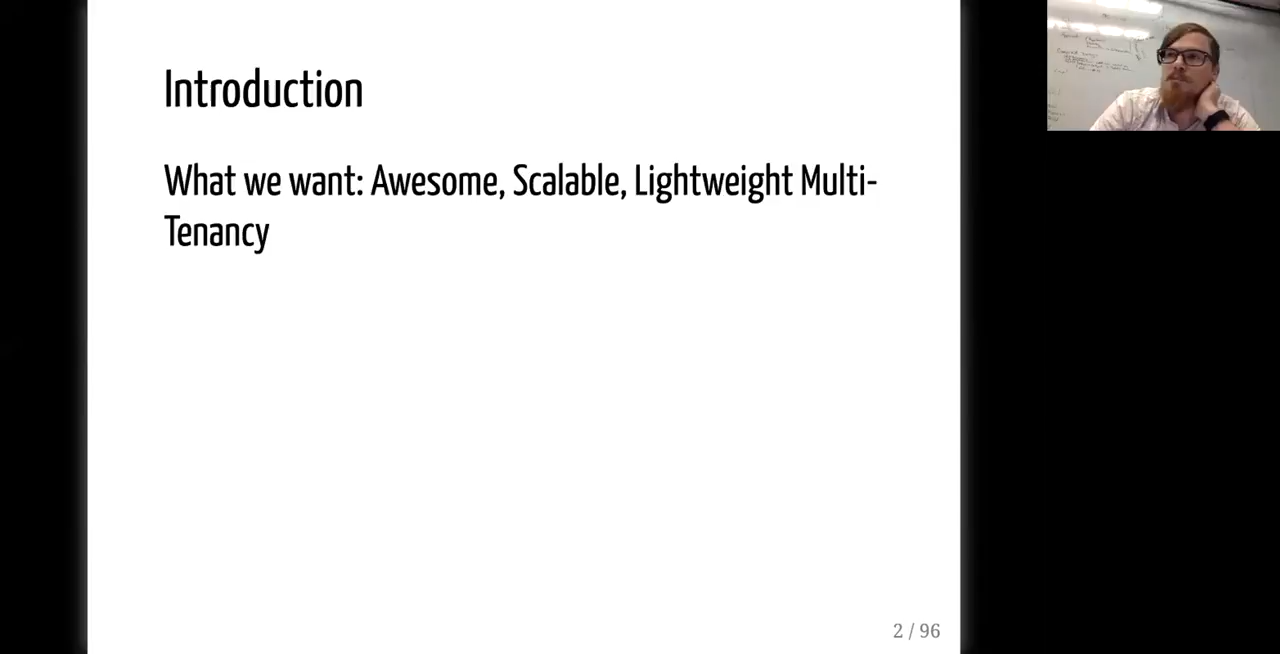 Introduction
What we want: Awesome, Scalable, Lightweight Multi-
Tenancy
2 / 96